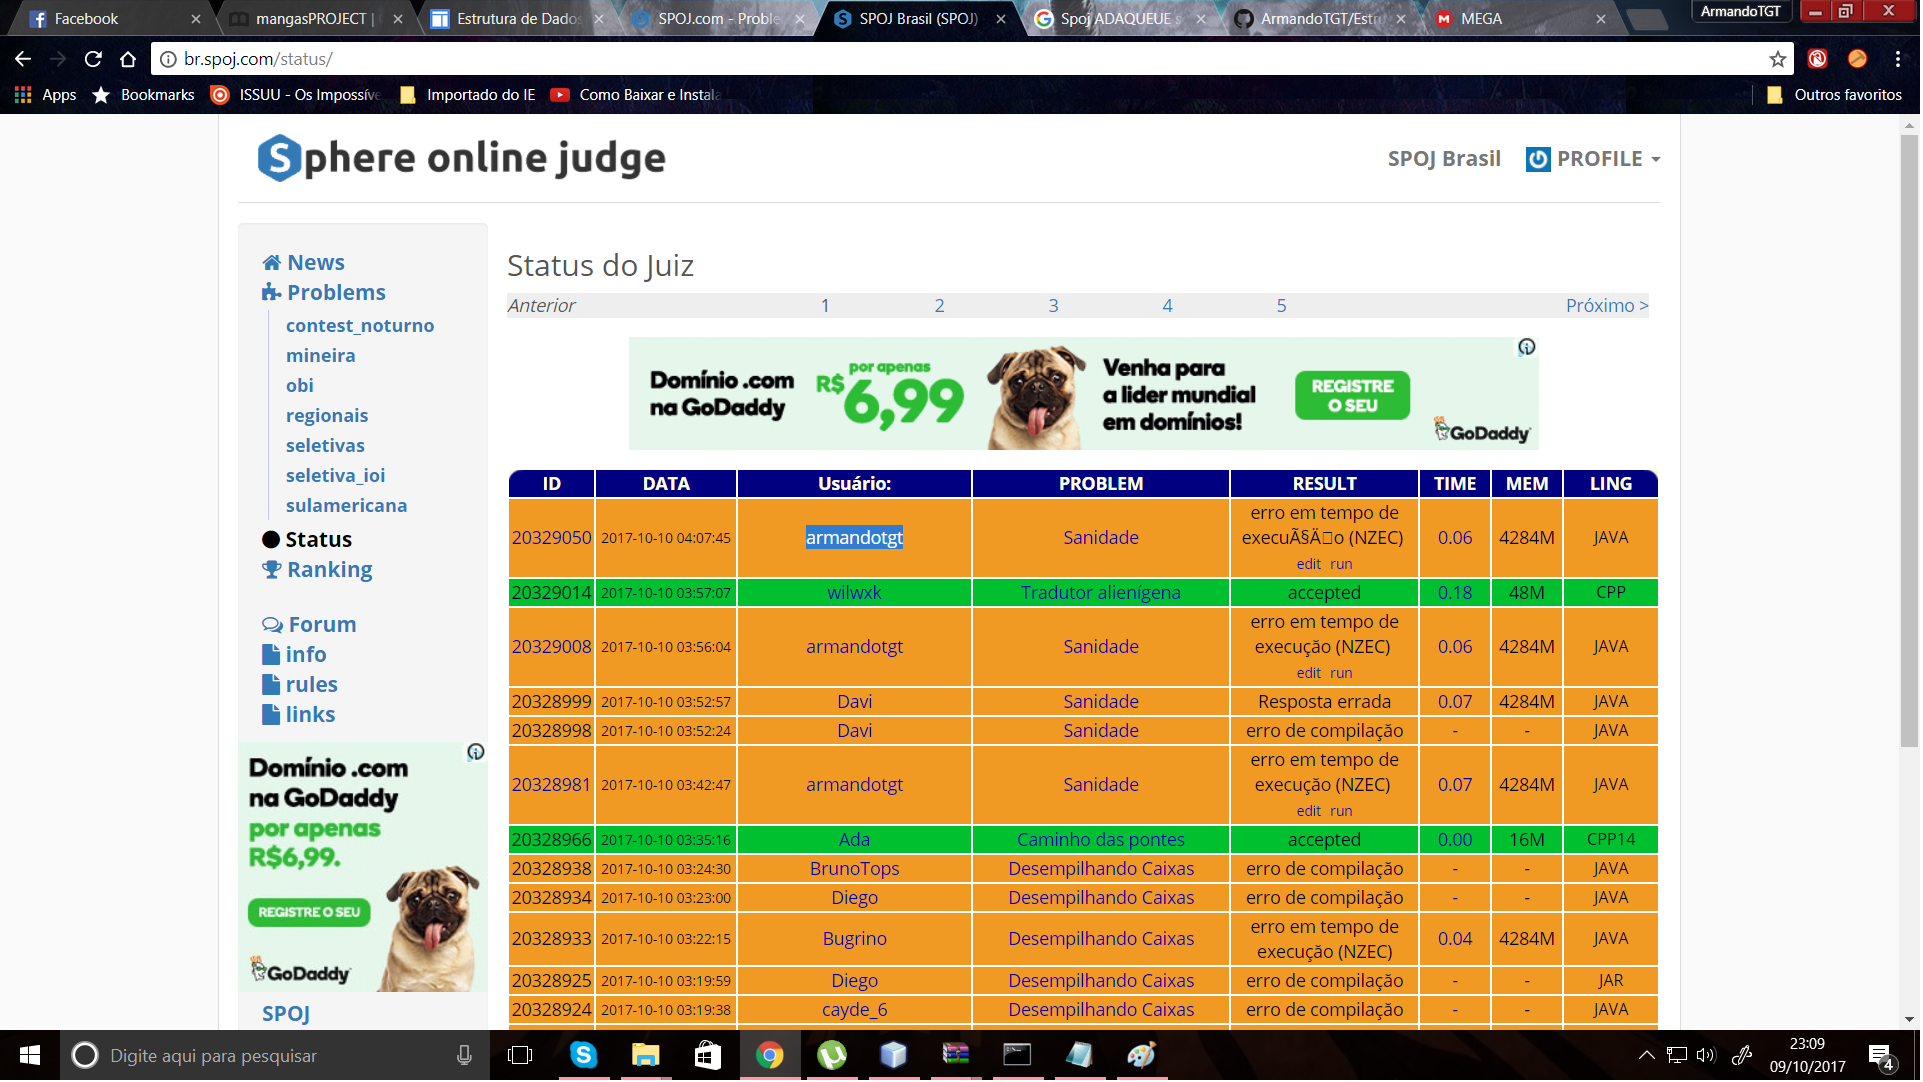 Facebook
mangasPROJECT |
Estrutura de Dados
SPOJ.com - Proble
SPOJ Brasil (SPOJ)
Spoj ADAQUEUE s
ArmandoTGT/Estru
MEGA
ArmandoTGT
br.spoj.com/status/
Apps
Bookmarks
ISSUU - Os Impossíve
Importado do IE
Como Baixar e Instala
Outros favoritos
Sphere online judge
SPOJ Brasil
PROFILE
News
Problems
contest_noturno
mineira
obi
regionais
seletivas
seletiva_ioi
sulamericana
Status
Ranking
Forum
info
rules
links
Domínio .com
na GoDaddy
por apenas
R$6,99.
REGISTRE O SEU
GoDaddy
SPOJ
Status do Juiz
Anterior 1 2 3 4 5 Próximo >
Domínio .com
na GoDaddy
por apenas
R$6,99
Venha para
a lider mundial
em domínios!
REGISTRE
O SEU
GoDaddy
ID DATA Usuário: PROBLEM RESULT TIME MEM LING
20329050 2017-10-10 04:07:45 armandotgt Sanidade erro em tempo de
execuÃ§Ä□o (NZEC) 0.06 4284M JAVA
edit run
20329014 2017-10-10 03:57:07 wilwxk Tradutor alienígena accepted 0.18 48M CPP
20329008 2017-10-10 03:56:04 armandotgt Sanidade erro em tempo de
execução (NZEC) 0.06 4284M JAVA
edit run
20328999 2017-10-10 03:52:57 Davi Sanidade Resposta errada 0.07 4284M JAVA
20328998 2017-10-10 03:52:24 Davi Sanidade erro de compilaçăo - - JAVA
20328981 2017-10-10 03:42:47 armandotgt Sanidade erro em tempo de
execuçăo (NZEC) 0.07 4284M JAVA
edit run
20328966 2017-10-10 03:35:16 Ada Caminho das pontes accepted 0.00 16M CPP14
20328938 2017-10-10 03:24:30 BrunoTops Desempilhando Caixas erro de compilaçăo - - JAVA
20328934 2017-10-10 03:23:00 Diego Desempilhando Caixas erro de compilaçăo - - JAVA
20328933 2017-10-10 03:22:15 Bugrino Desempilhando Caixas erro em tempo de
execuçăo (NZEC) 0.04 4284M JAVA
20328925 2017-10-10 03:19:59 Diego Desempilhando Caixas erro de compilaçăo - - JAR
20328924 2017-10-10 03:19:38 cayde_6 Desempilhando Caixas erro de compilaçăo - - JAVA
Digite aqui para pesquisar
23:09
09/10/2017
4